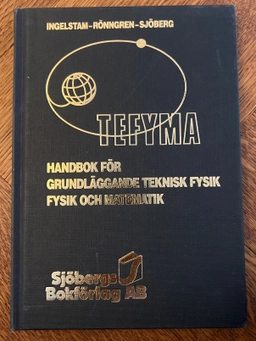 INGELSTAM-RÖNNGREN-SJÖBERG
TEFYMA
HANDBOK FÖR
GRUNDLÄGGANDE TEKNISK FYSIK
FYSIK OCH MATEMATIK
Sjöbergs
Bokförlag AB